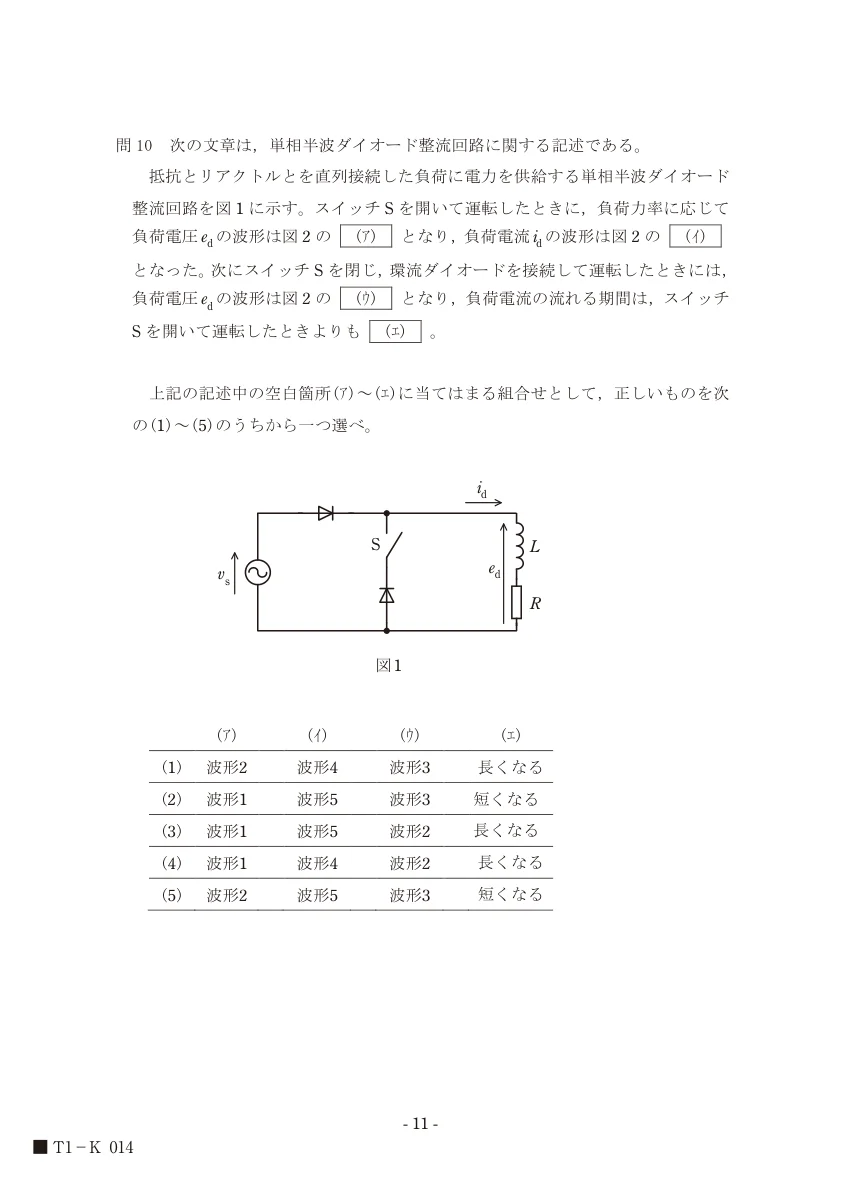 問 10　次の文章は，単相半波ダイオード整流回路に関する記述である。
抵抗とリアクトルとを直列接続した負荷に電力を供給する単相半波ダイオード
整流回路を図 1 に示す。スイッチ S を開いて運転したときに，負荷力率に応じて
負荷電圧 ed の波形は図 2 の (ｱ) となり，負荷電流 id の波形は図 2 の (ｲ)
となった。次にスイッチ S を閉じ，環流ダイオードを接続して運転したときには，
負荷電圧 ed の波形は図 2 の (ｳ) となり，負荷電流の流れる期間は，スイッチ
S を開いて運転したときよりも (ｴ) 。
上記の記述中の空白箇所(ｱ)～(ｴ)に当てはまる組合せとして，正しいものを次
の(1)～(5)のうちから一つ選べ。
id
S
L
vs
ed
R
図1
(ｱ) (ｲ) (ｳ) (ｴ)
(1) 波形2 波形4 波形3 長くなる
(2) 波形1 波形5 波形3 短くなる
(3) 波形1 波形5 波形2 長くなる
(4) 波形1 波形4 波形2 長くなる
(5) 波形2 波形5 波形3 短くなる
- 11 -
■ T1－K 014